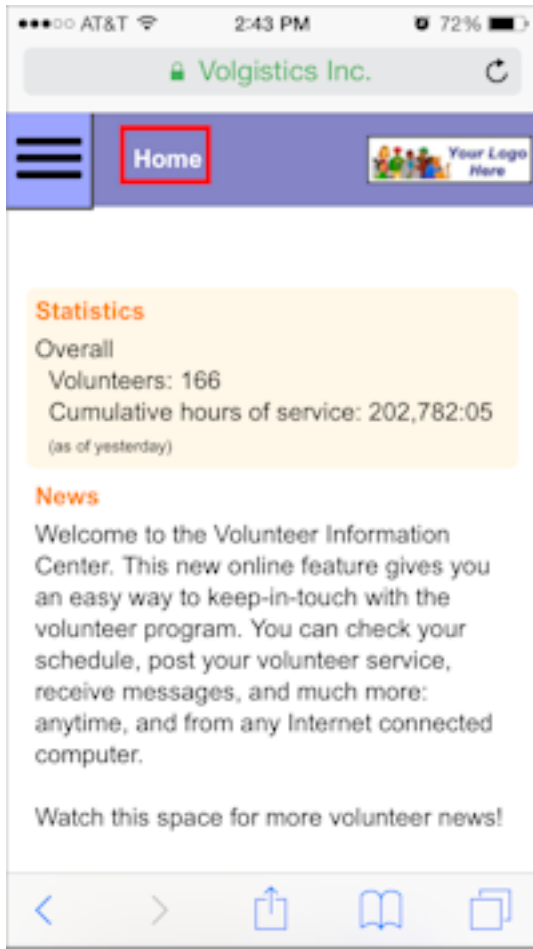 AT&T 2:43 PM 72%
Volgistics Inc.
Home
Your Logo
Here
Statistics
Overall
Volunteers: 166
Cumulative hours of service: 202,782:05
(as of yesterday)
News
Welcome to the Volunteer Information
Center. This new online feature gives you
an easy way to keep-in-touch with the
volunteer program. You can check your
schedule, post your volunteer service,
receive messages, and much more:
anytime, and from any Internet connected
computer.
Watch this space for more volunteer news!